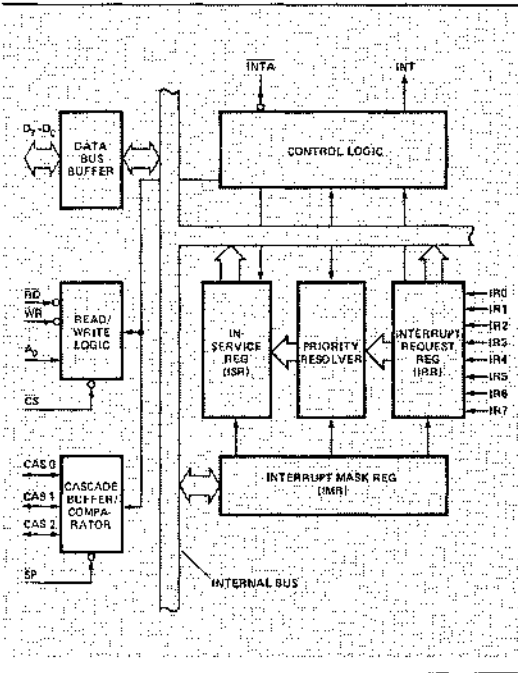 INTA
INT
D7-D0
DATA
BUS
BUFFER
CONTROL LOGIC
RD
WR
A0
CS
READ/
WRITE
LOGIC
IN-
SERVICE
REG
(ISR)
PRIORITY
RESOLVER
INTERRUPT
REQUEST
REG
(IRR)
IR0
IR1
IR2
IR3
IR4
IR5
IR6
IR7
CAS 0
CAS 1
CAS 2
SP
CASCADE
BUFFER/
COMPA-
RATOR
INTERRUPT MASK REG
(IMR)
INTERNAL BUS